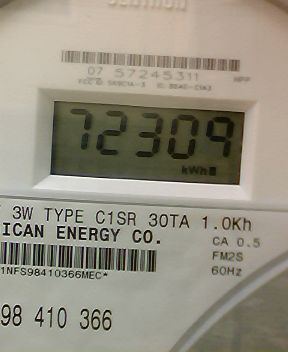 07 57245311
72309
kWh
3W TYPE C1SR 30TA 1.0Kh
ICAN ENERGY CO.
CA 0.5
FM2S
60Hz
1NFS98410366MEC*
98 410 366